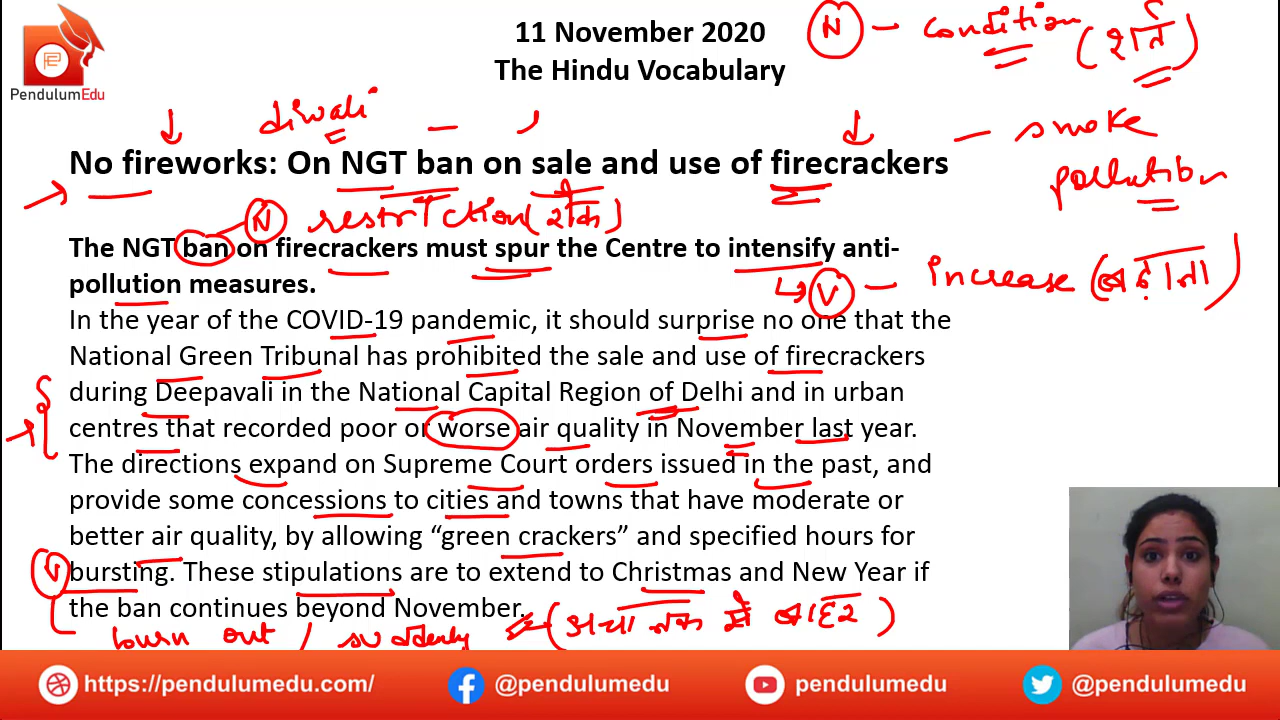 PendulumEdu
11 November 2020
The Hindu Vocabulary
N – condition (शर्त)
diwali
– smoke
pollution
No fireworks: On NGT ban on sale and use of firecrackers
N restriction (रोक)
The NGT ban on firecrackers must spur the Centre to intensify anti-
pollution measures.
V – increase (बढ़ाना)
In the year of the COVID-19 pandemic, it should surprise no one that the
National Green Tribunal has prohibited the sale and use of firecrackers
during Deepavali in the National Capital Region of Delhi and in urban
centres that recorded poor or worse air quality in November last year.
The directions expand on Supreme Court orders issued in the past, and
provide some concessions to cities and towns that have moderate or
better air quality, by allowing “green crackers” and specified hours for
V
bursting. These stipulations are to extend to Christmas and New Year if
the ban continues beyond November.
burn out / suddenly (अचानक से बाहर)
https://pendulumedu.com/ @pendulumedu pendulumedu @pendulumedu